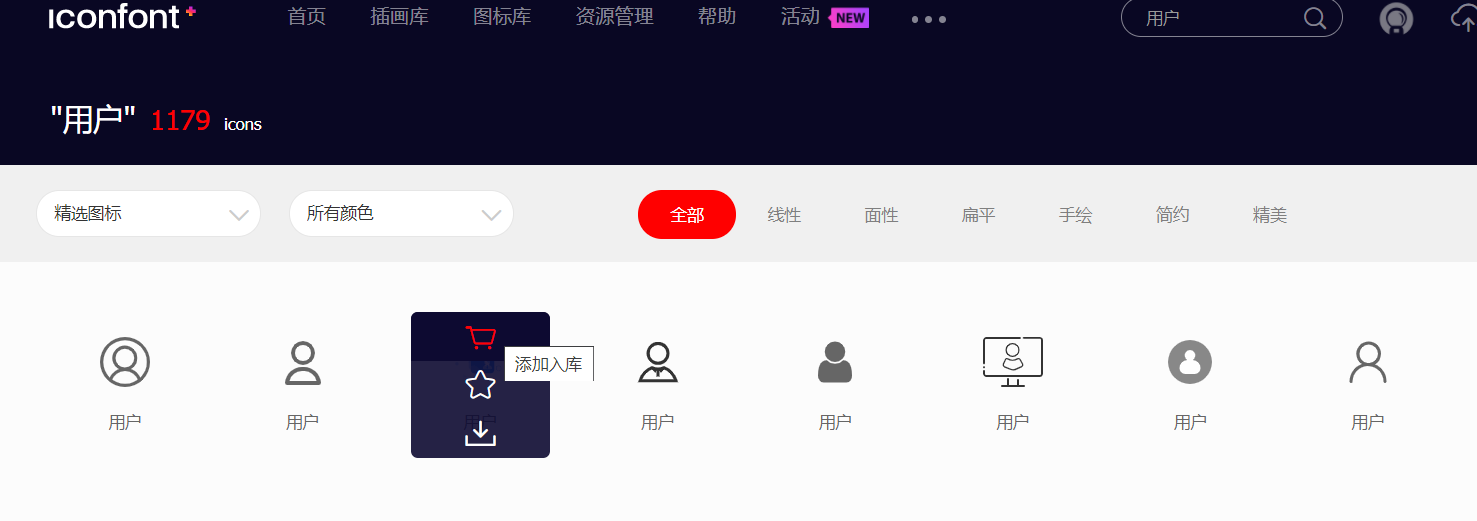 iconfont+ 首页 插画库 图标库 资源管理 帮助 活动 NEW 用户
"用户" 1179 icons
精选图标 所有颜色 全部 线性 面性 扁平 手绘 简约 精美
添加入库
用户 用户 用户 用户 用户 用户 用户 用户